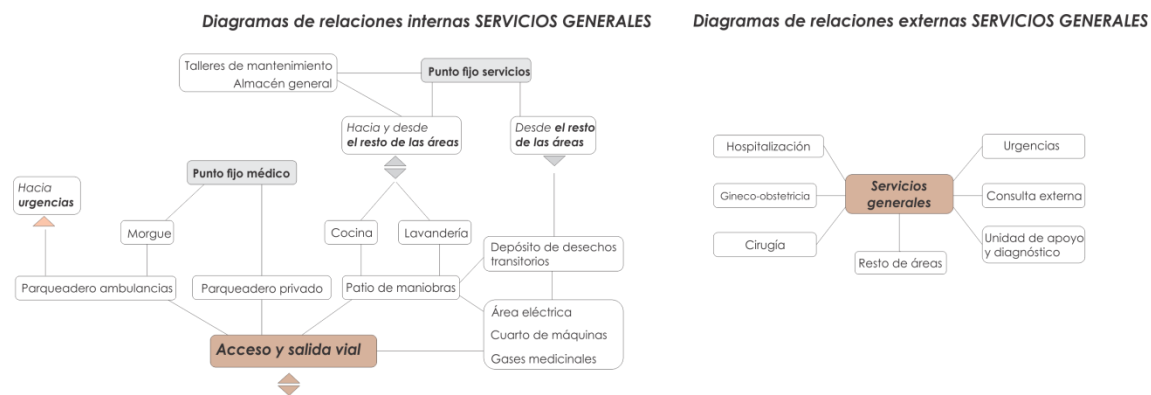 Diagramas de relaciones internas SERVICIOS GENERALES
Talleres de mantenimiento
Almacén general
Punto fijo servicios
Hacia y desde
el resto de las áreas
Desde el resto
de las áreas
Punto fijo médico
Hacia
urgencias
Morgue
Cocina
Lavandería
Depósito de desechos
transitorios
Parqueadero ambulancias
Parqueadero privado
Patio de maniobras
Área eléctrica
Cuarto de máquinas
Gases medicinales
Acceso y salida vial
Diagramas de relaciones externas SERVICIOS GENERALES
Hospitalización
Urgencias
Gineco-obstetricia
Servicios
generales
Consulta externa
Cirugía
Unidad de apoyo
y diagnóstico
Resto de áreas